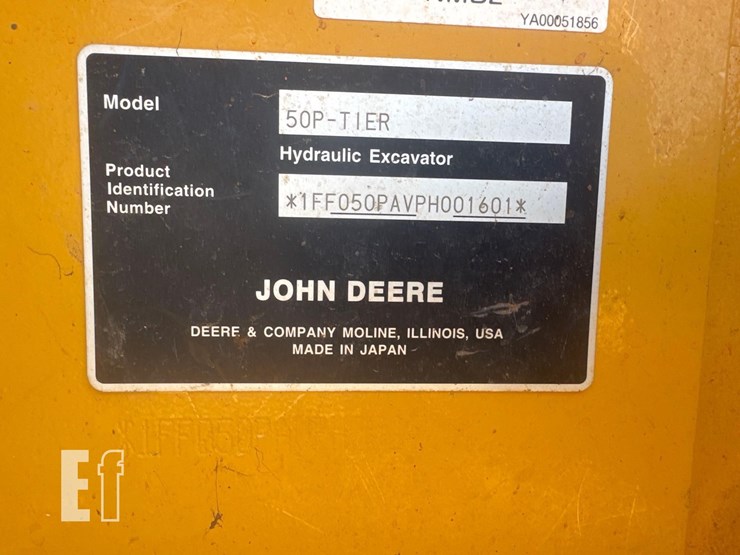 YA00051856
Model
50P-TIER
Hydraulic Excavator
Product
Identification
Number
*1FF050PAVPH001601*
JOHN DEERE
DEERE & COMPANY MOLINE, ILLINOIS, USA
MADE IN JAPAN
Ef